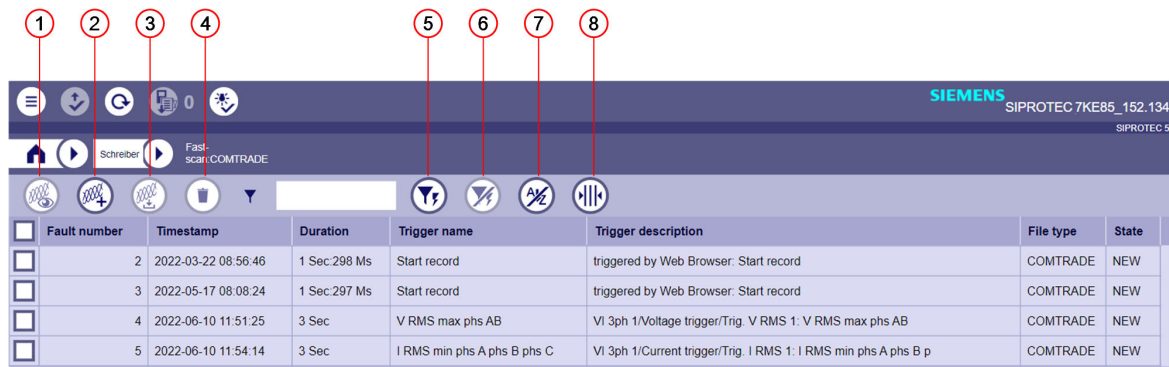 1 2 3 4 5 6 7 8
SIEMENS
SIPROTEC 7KE85_152.134
0
SIPROTEC 5
Schreiber
Fast-
scan:COMTRADE
A/Z
Fault number Timestamp Duration Trigger name Trigger description File type State
2 2022-03-22 08:56:46 1 Sec:298 Ms Start record triggered by Web Browser: Start record COMTRADE NEW
3 2022-05-17 08:08:24 1 Sec:297 Ms Start record triggered by Web Browser: Start record COMTRADE NEW
4 2022-06-10 11:51:25 3 Sec V RMS max phs AB VI 3ph 1/Voltage trigger/Trig. V RMS 1: V RMS max phs AB COMTRADE NEW
5 2022-06-10 11:54:14 3 Sec I RMS min phs A phs B phs C VI 3ph 1/Current trigger/Trig. I RMS 1: I RMS min phs A phs B p COMTRADE NEW